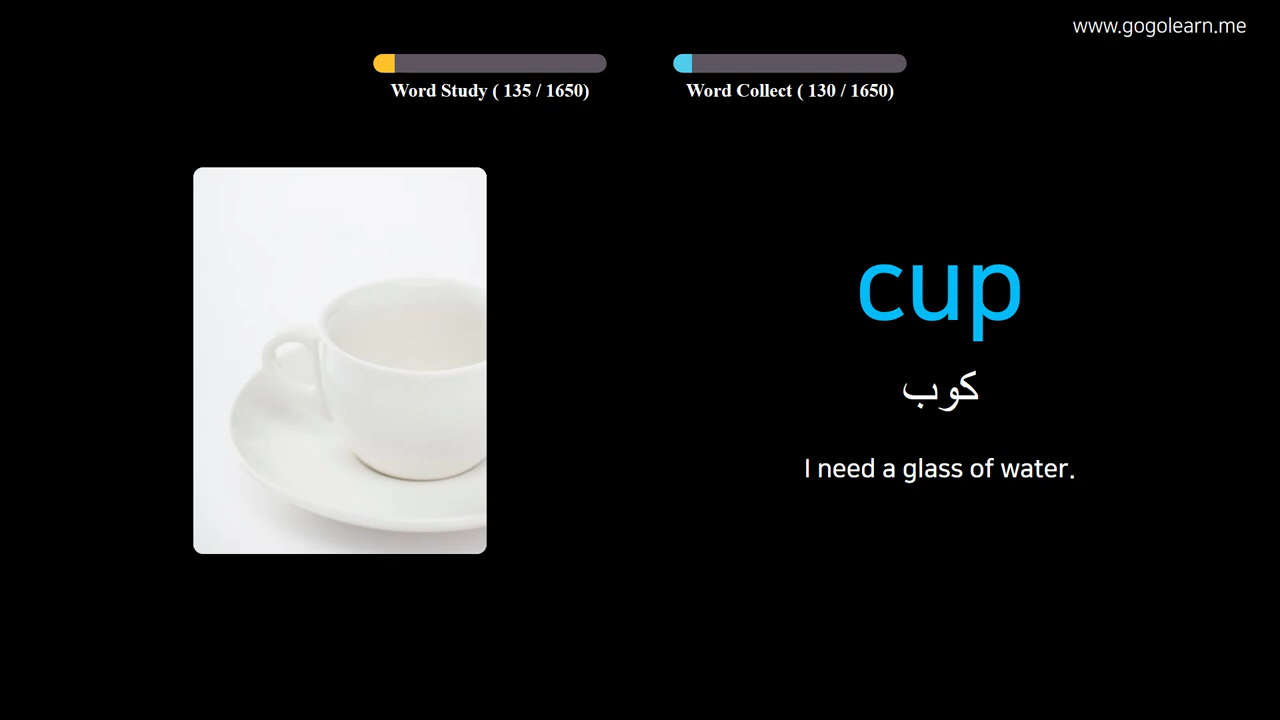 www.gogolearn.me
Word Study ( 135 / 1650)
Word Collect ( 130 / 1650)
cup
كوب
I need a glass of water.